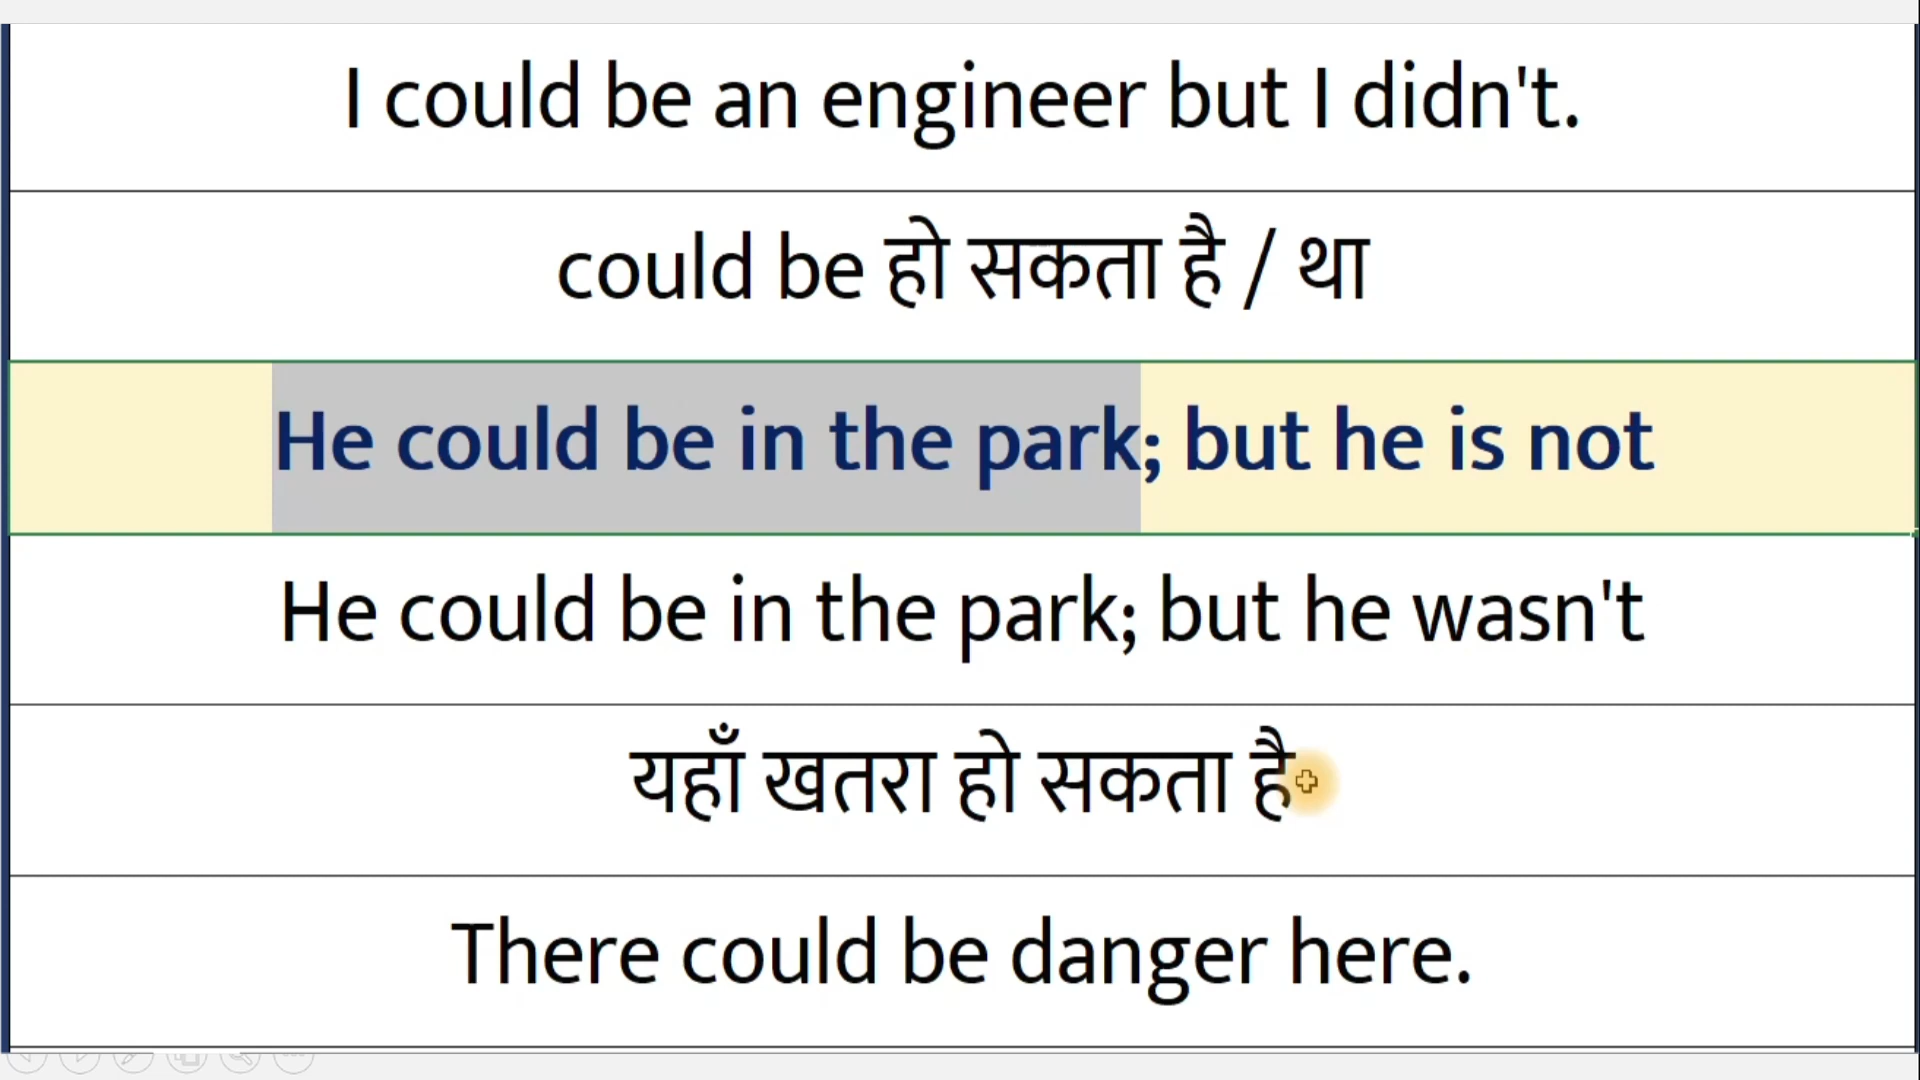 I could be an engineer but I didn't.
could be हो सकता है / था
He could be in the park; but he is not
He could be in the park; but he wasn't
यहाँ खतरा हो सकता है
There could be danger here.